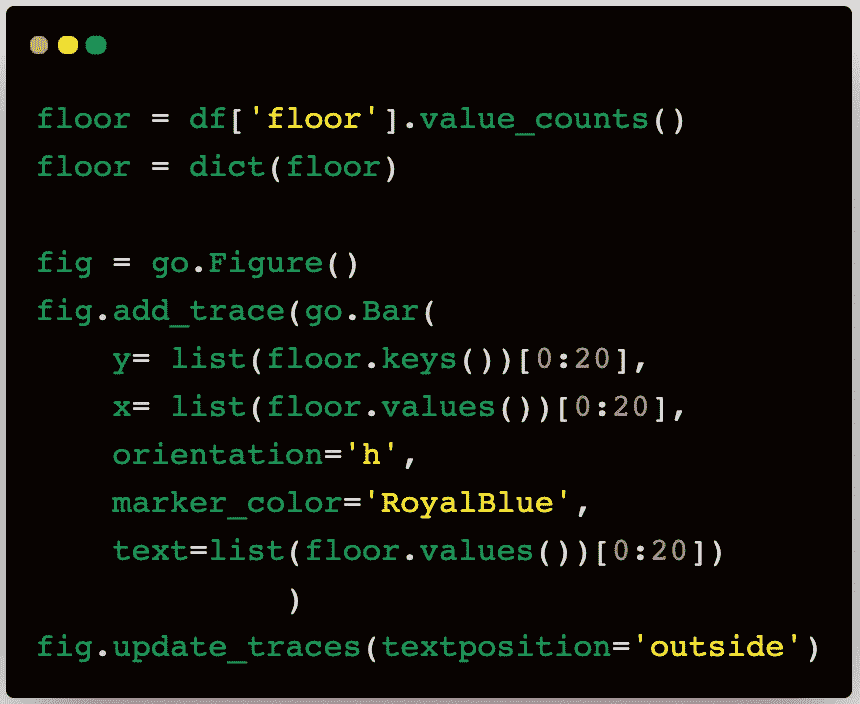 floor = df['floor'].value_counts()
floor = dict(floor)

fig = go.Figure()
fig.add_trace(go.Bar(
    y= list(floor.keys())[0:20],
    x= list(floor.values())[0:20],
    orientation='h',
    marker_color='RoyalBlue',
    text=list(floor.values())[0:20])
             )
fig.update_traces(textposition='outside')